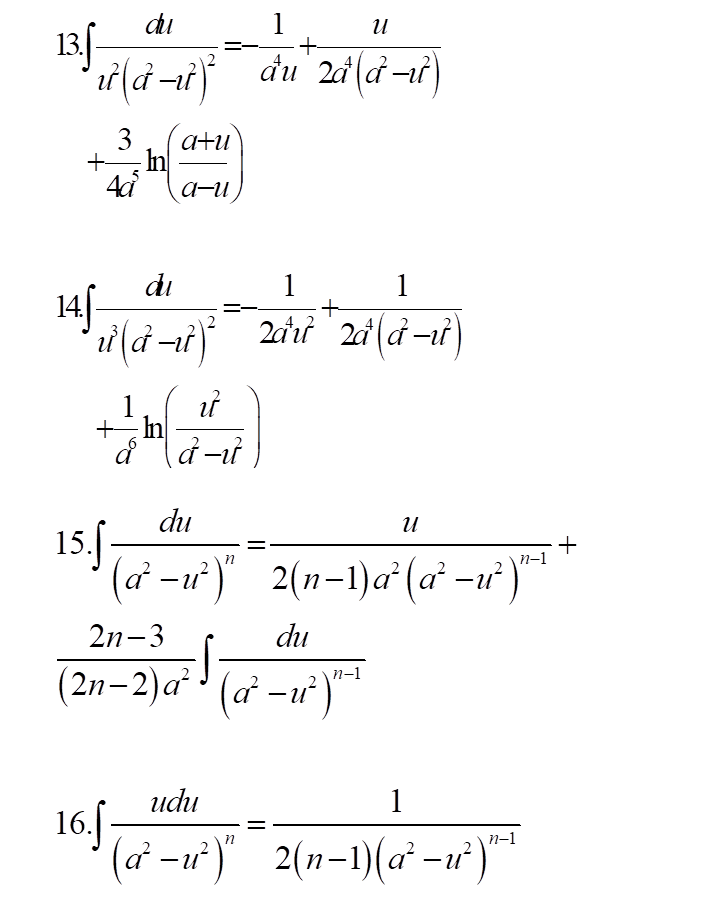 13.∫ du / u²(a²−u²)² = − 1 / a⁴u + u / 2a⁴(a²−u²)
+ 3 / 4a⁵ ln((a+u) / (a−u))
14.∫ du / u³(a²−u²)² = − 1 / 2a⁴u² + 1 / 2a⁴(a²−u²)
+ 1 / a⁶ ln(u² / (a²−u²))
15.∫ du / (a²−u²)ⁿ = u / 2(n−1)a²(a²−u²)ⁿ⁻¹ +
2n−3 / (2n−2)a² ∫ du / (a²−u²)ⁿ⁻¹
16.∫ udu / (a²−u²)ⁿ = 1 / 2(n−1)(a²−u²)ⁿ⁻¹